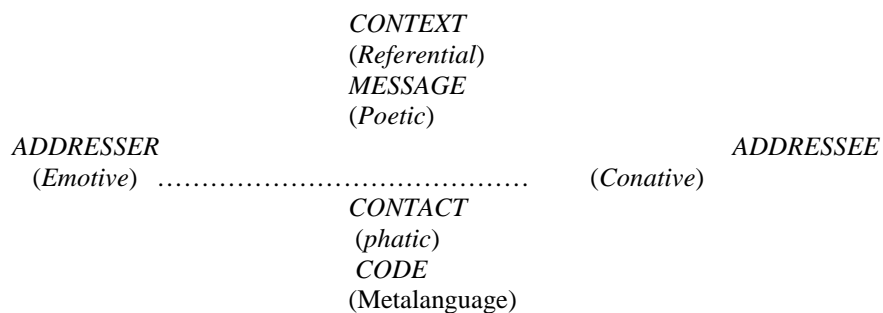 CONTEXT
(Referential)
MESSAGE
(Poetic)
ADDRESSER ADDRESSEE
(Emotive) …………………………………… (Conative)
CONTACT
(phatic)
CODE
(Metalanguage)